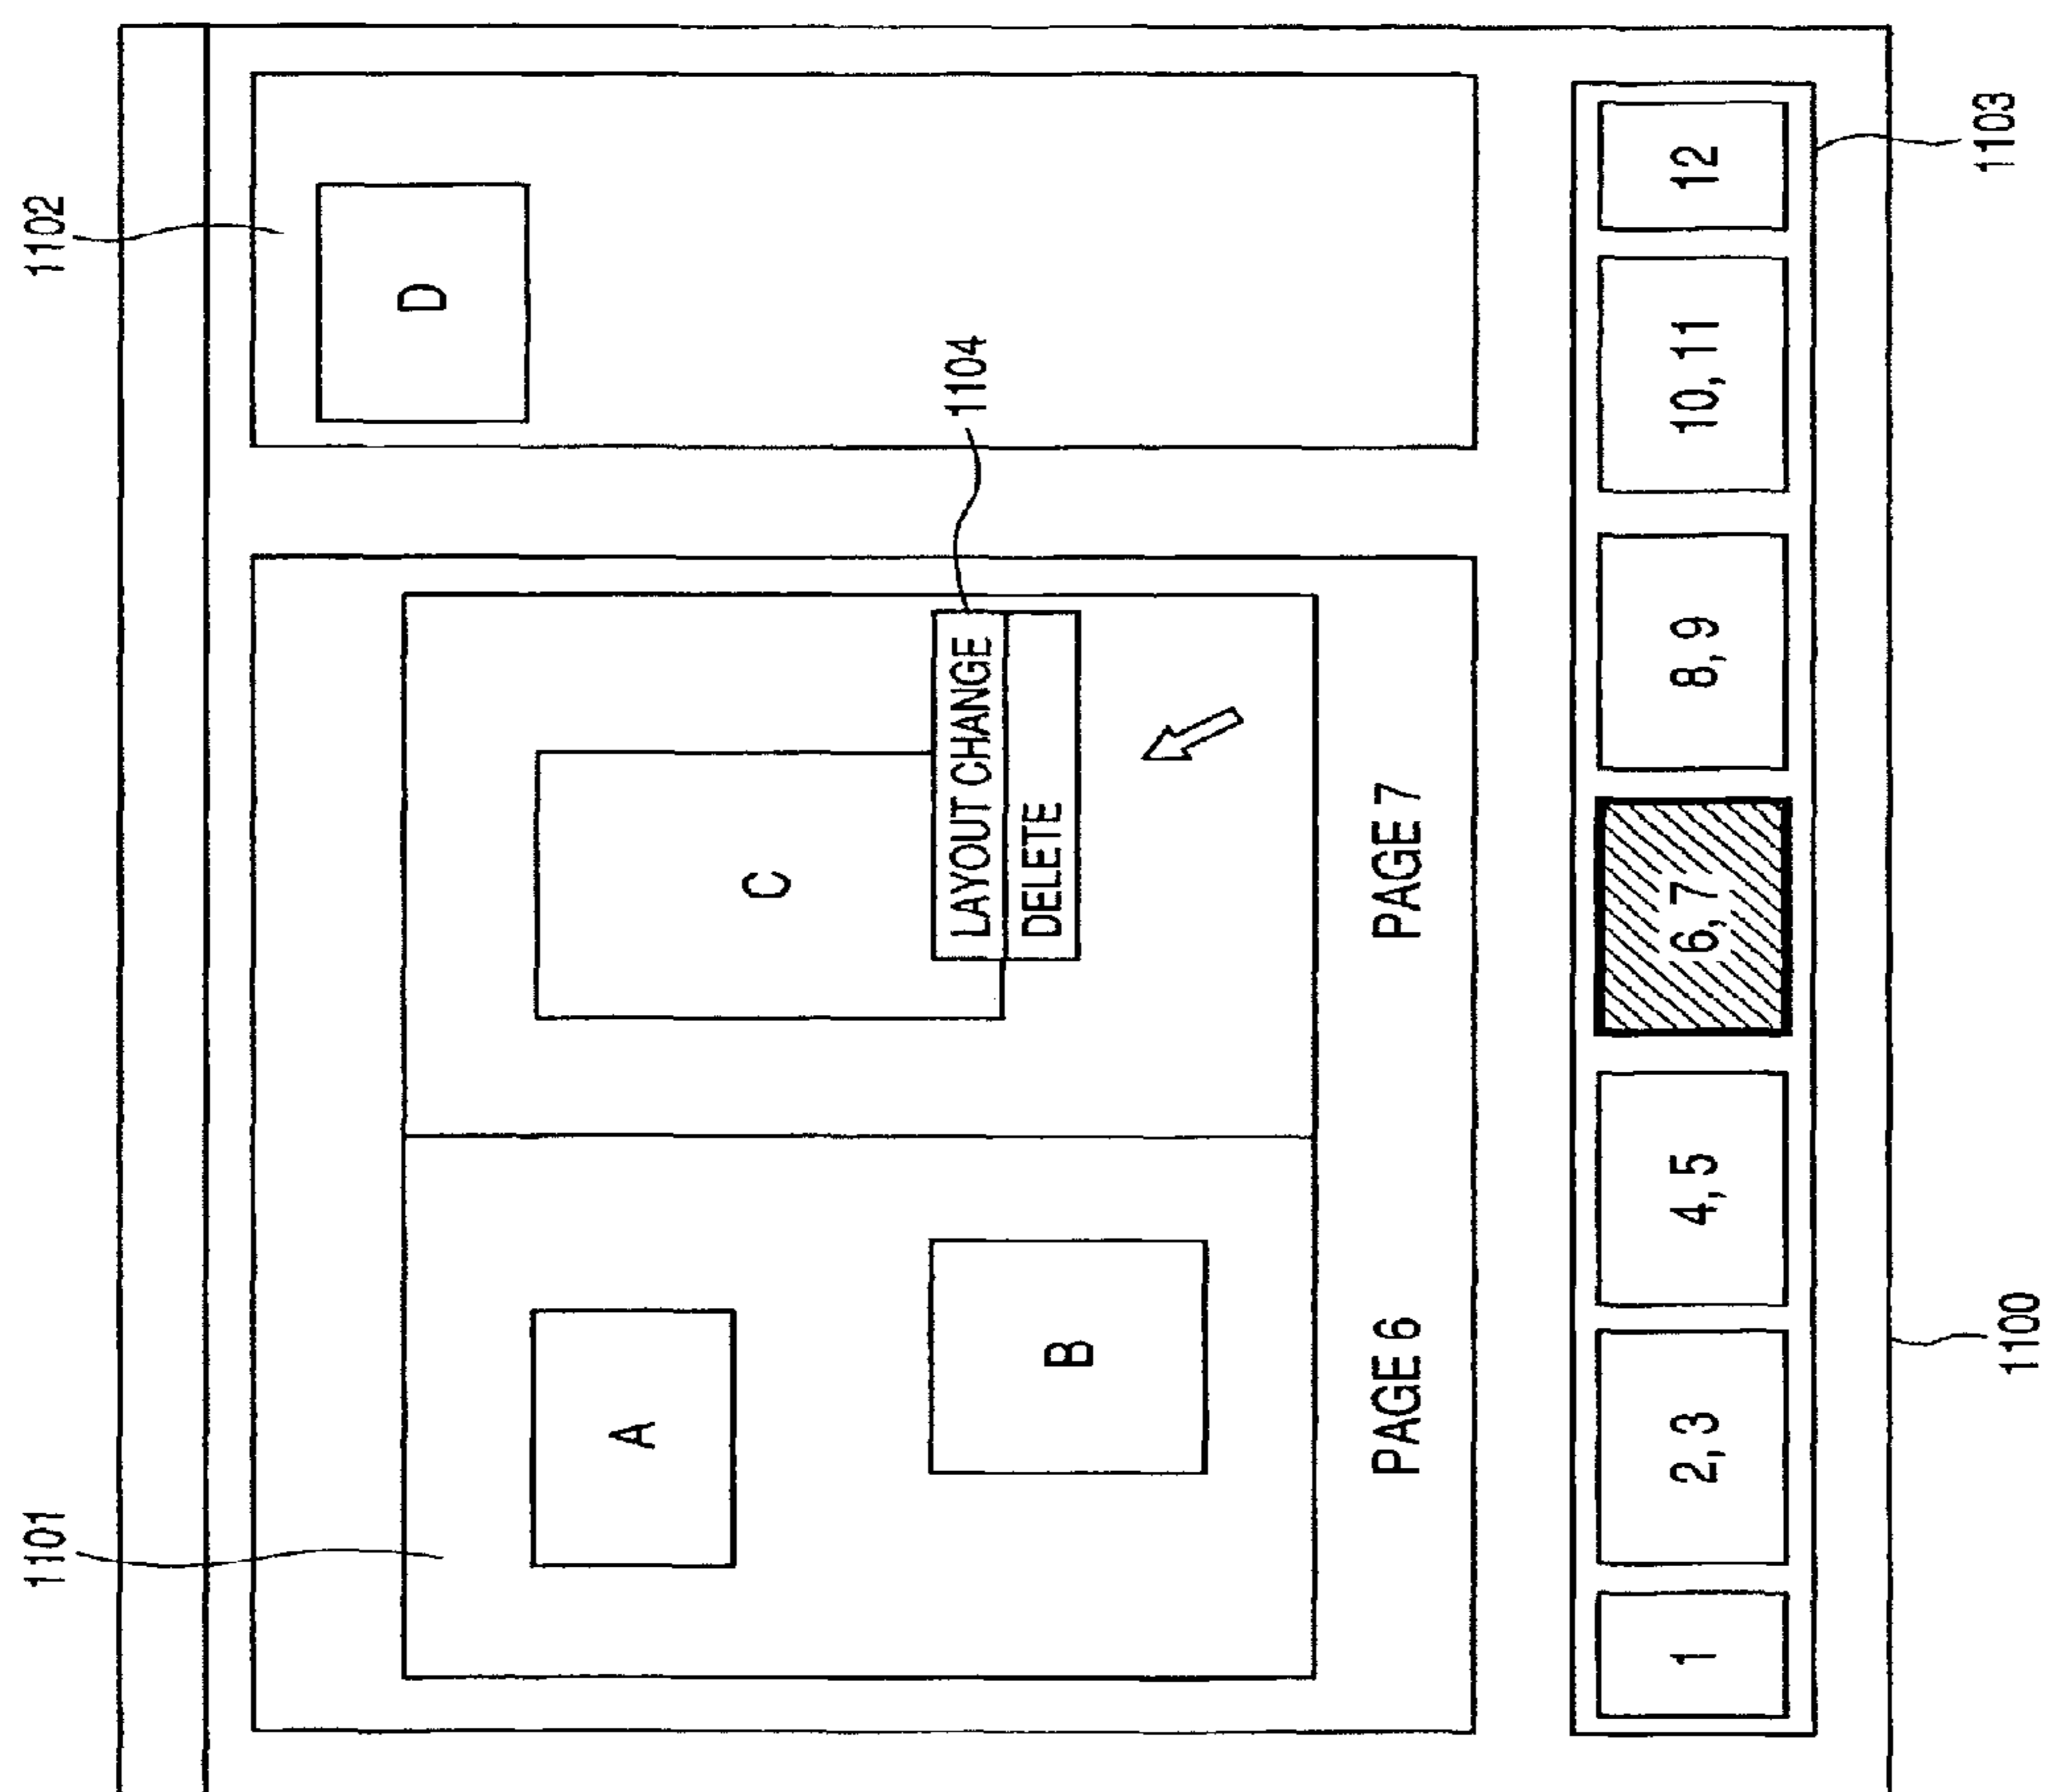 1101
1102
D
A
C
1104
LAYOUT CHANGE
DELETE
B
PAGE 6
PAGE 7
1
2,3
4,5
6,7
8,9
10,11
12
1100
1103